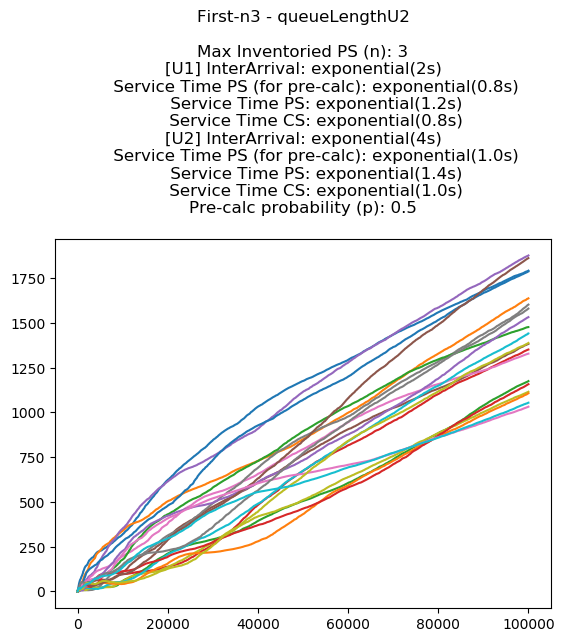 First-n3 - queueLengthU2
Max Inventoried PS (n): 3
[U1] InterArrival: exponential(2s)
Service Time PS (for pre-calc): exponential(0.8s)
Service Time PS: exponential(1.2s)
Service Time CS: exponential(0.8s)
[U2] InterArrival: exponential(4s)
Service Time PS (for pre-calc): exponential(1.0s)
Service Time PS: exponential(1.4s)
Service Time CS: exponential(1.0s)
Pre-calc probability (p): 0.5
1750
1500
1250
1000
750
500
250
0
0 20000 40000 60000 80000 100000